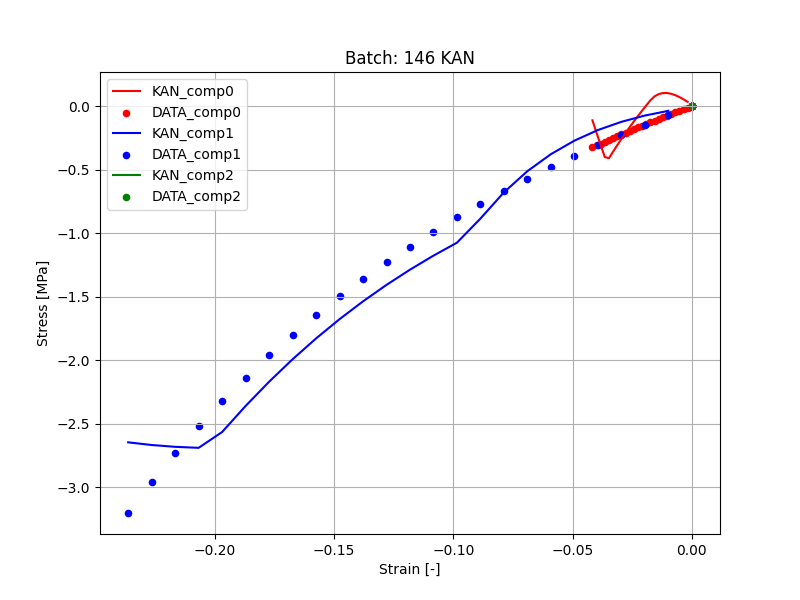 Batch: 146 KAN
KAN_comp0
DATA_comp0
KAN_comp1
DATA_comp1
KAN_comp2
DATA_comp2
0.0
−0.5
−1.0
−1.5
−2.0
−2.5
−3.0
Stress [MPa]
−0.20
−0.15
−0.10
−0.05
0.00
Strain [-]